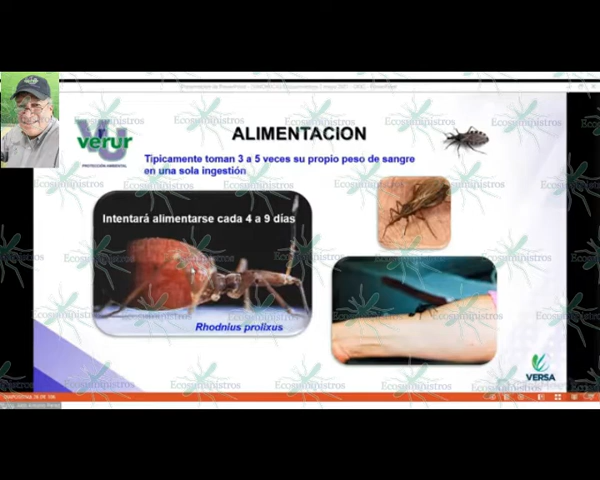 ALIMENTACION
verur
PROTECCIÓN AMBIENTAL
Tipicamente toman 3 a 5 veces su propio peso de sangre
en una sola ingestión
Intentará alimentarse cada 4 a 9 días
Rhodnius prolixus
VERSA
Ecosuministros